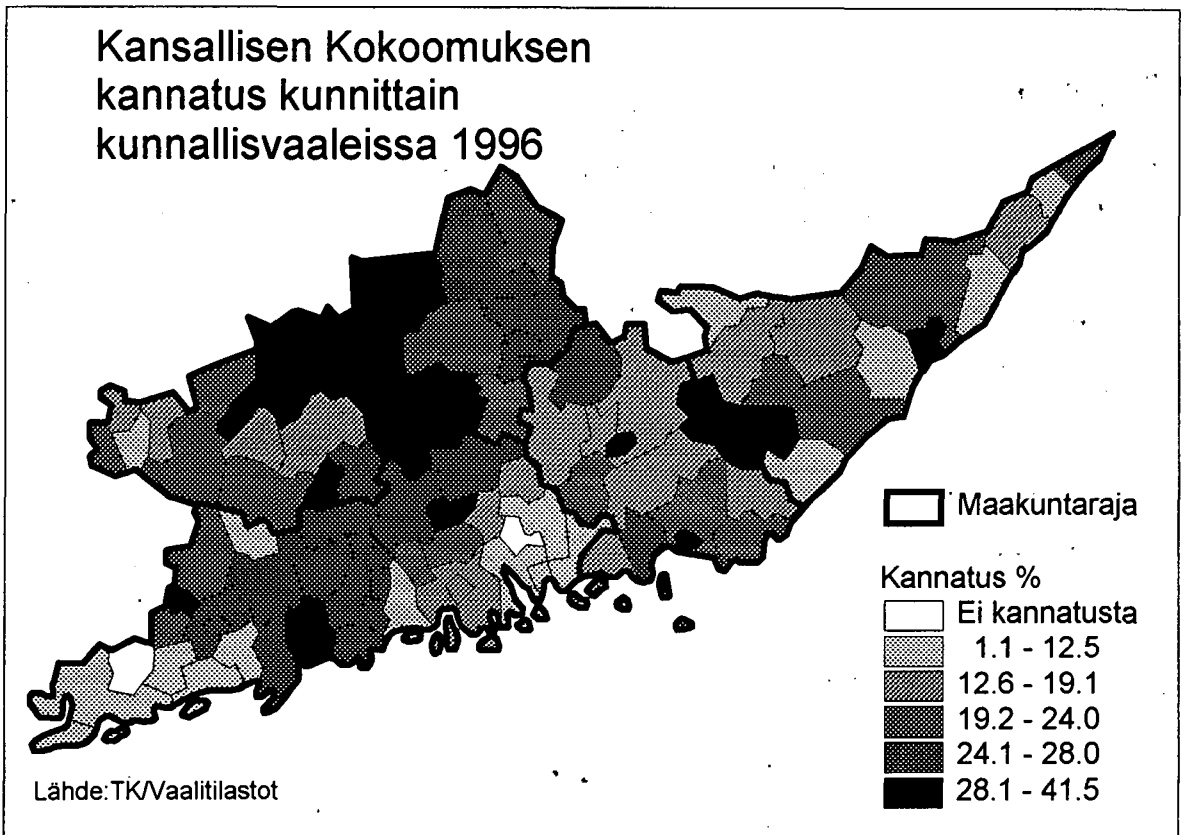 Kansallisen Kokoomuksen
kannatus kunnittain
kunnallisvaaleissa 1996
Maakuntaraja
Kannatus %
Ei kannatusta
1.1 - 12.5
12.6 - 19.1
19.2 - 24.0
24.1 - 28.0
28.1 - 41.5
Lähde:TK/Vaalitilastot